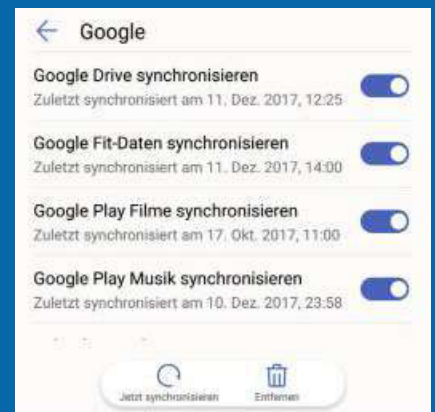 Google
Google Drive synchronisieren
Zuletzt synchronisiert am 11. Dez. 2017, 12:25
Google Fit-Daten synchronisieren
Zuletzt synchronisiert am 11. Dez. 2017, 14:00
Google Play Filme synchronisieren
Zuletzt synchronisiert am 17. Okt. 2017, 11:00
Google Play Musik synchronisieren
Zuletzt synchronisiert am 10. Dez. 2017, 23:58
Jetzt synchronisieren
Entfernen